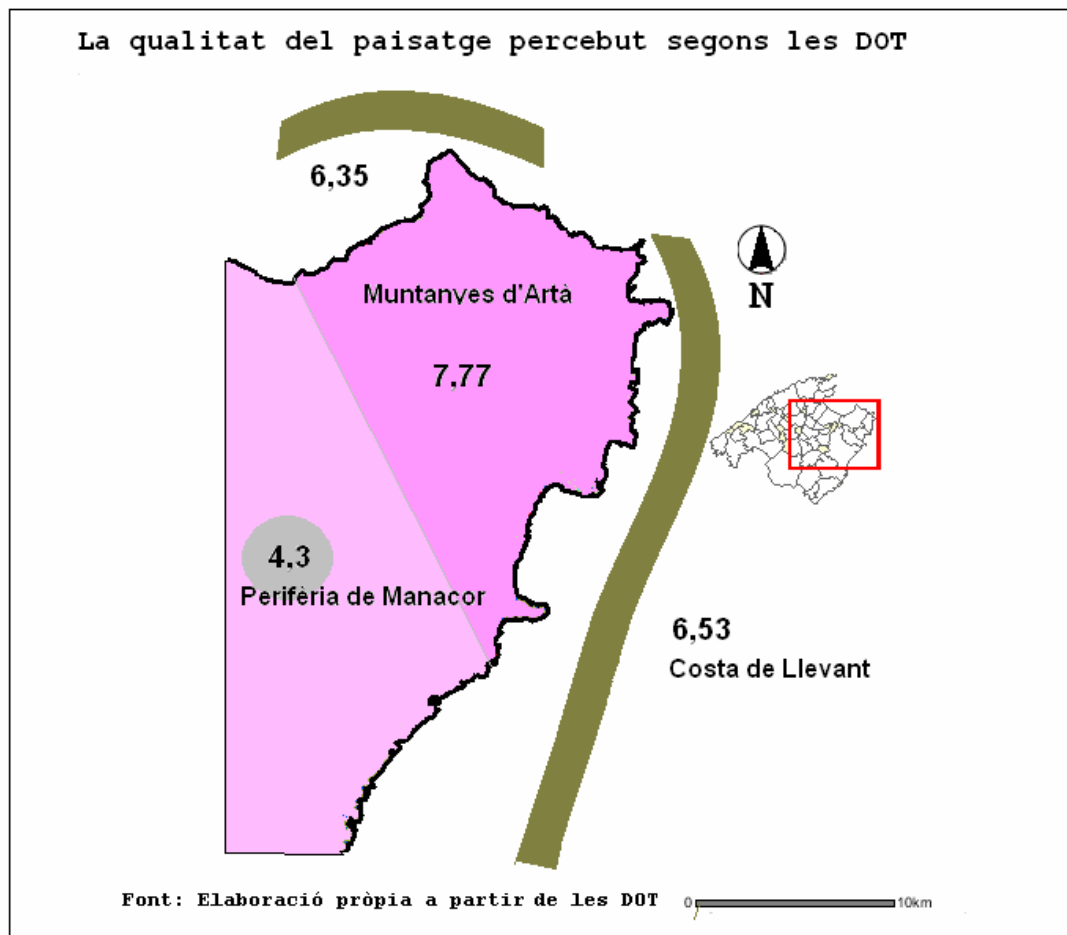 La qualitat del paisatge percebut segons les DOT
6,35
N
Muntanyes d'Artà
7,77
4,3
Perifèria de Manacor
6,53
Costa de Llevant
Font: Elaboració pròpia a partir de les DOT
0 10km